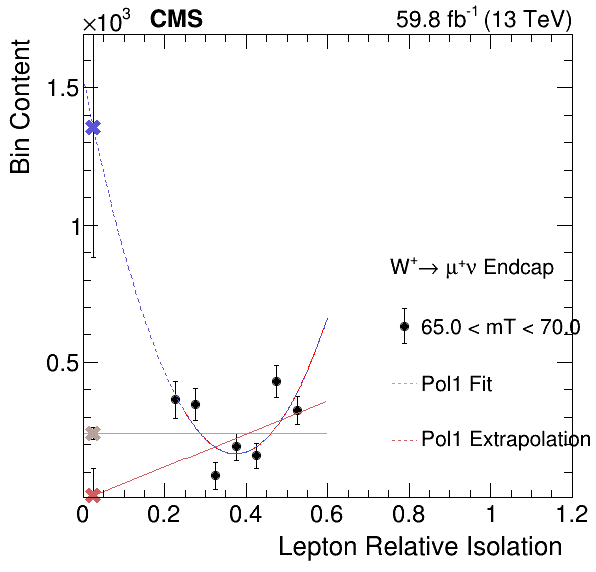 ×10³ CMS 59.8 fb⁻¹ (13 TeV)
Bin Content
1.5
1
0.5
0
W⁺→ μ⁺ν Endcap
65.0 < mT < 70.0
Pol1 Fit
Pol1 Extrapolation
0 0.2 0.4 0.6 0.8 1 1.2
Lepton Relative Isolation